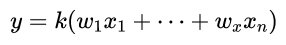 y = k(w₁x₁ + ⋯ + wₓxₙ)